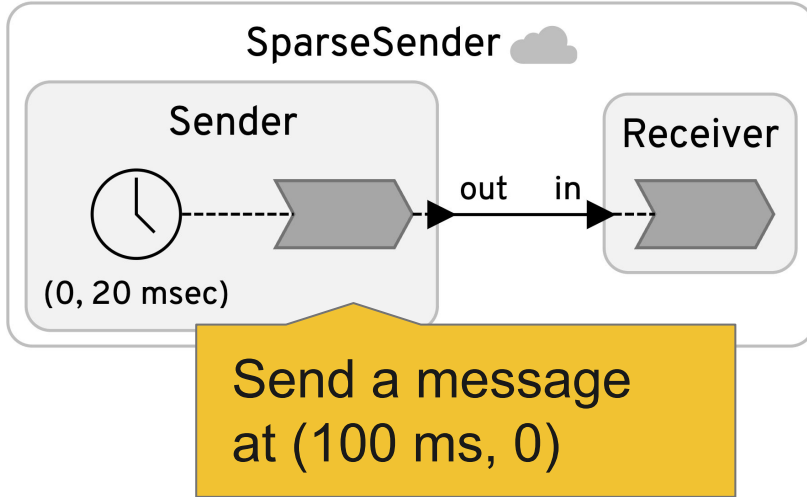 SparseSender
Sender
Receiver
out in
(0, 20 msec)
Send a message
at (100 ms, 0)